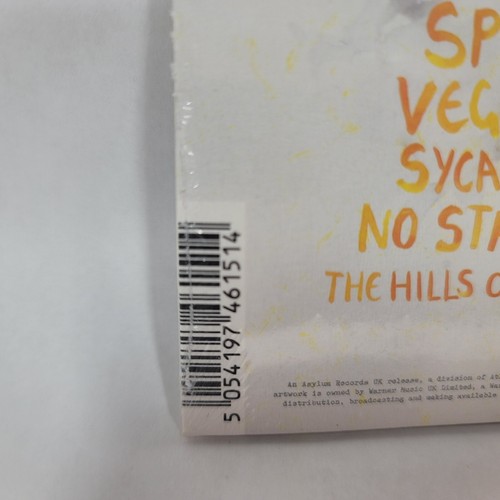 SP
VEG
SYCA
NO STA
THE HILLS O
5 054197 461514
An Asylum Records UK release, a division of
artwork is owned by Warner Music UK Limited, a Wa
distribution, broadcasting and making available